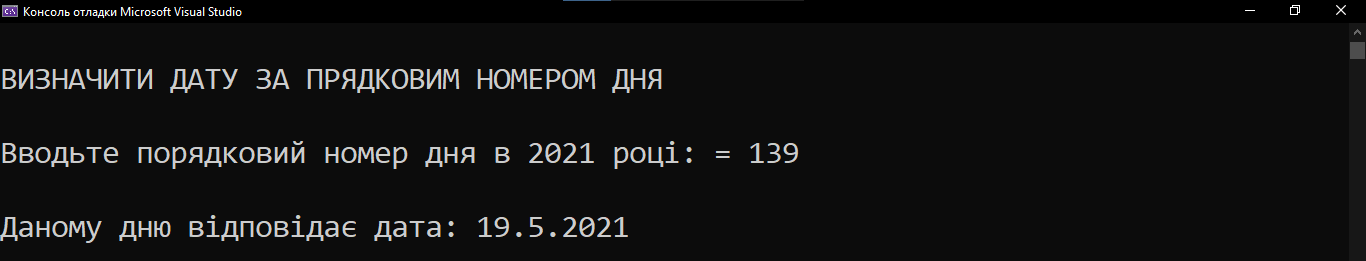 Консоль отладки Microsoft Visual Studio
ВИЗНАЧИТИ ДАТУ ЗА ПРЯДКОВИМ НОМЕРОМ ДНЯ
Вводьте порядковий номер дня в 2021 році: = 139
Даному дню відповідає дата: 19.5.2021